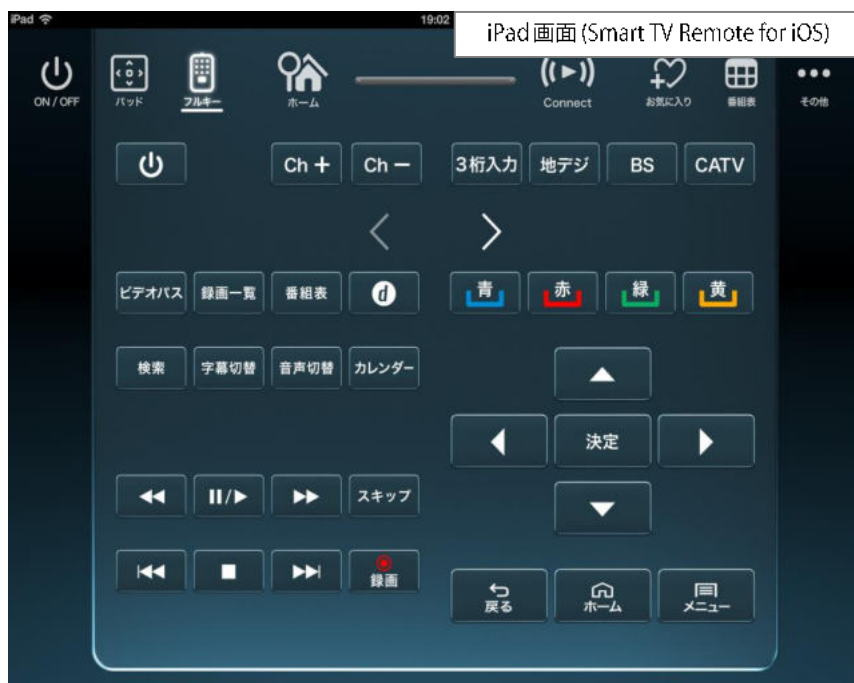 iPad
19:02
iPad画面(Smart TV Remote for iOS)
ON / OFF
パッド
フルキー
ホーム
Connect
お気に入り
番組表
その他
Ch +
Ch −
3桁入力
地デジ
BS
CATV
ビデオパス
録画一覧
番組表
d
青
赤
緑
黄
検索
字幕切替
音声切替
カレンダー
決定
スキップ
録画
戻る
ホーム
メニュー